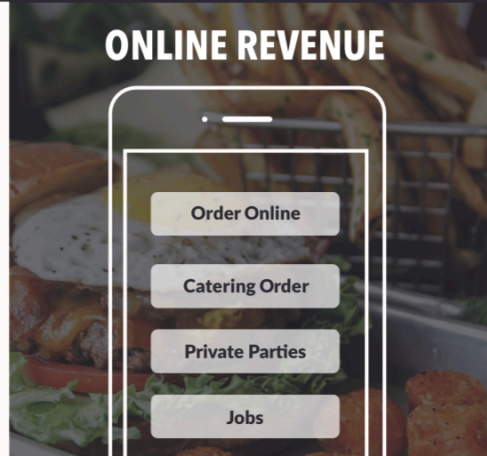 ONLINE REVENUE
Order Online
Catering Order
Private Parties
Jobs